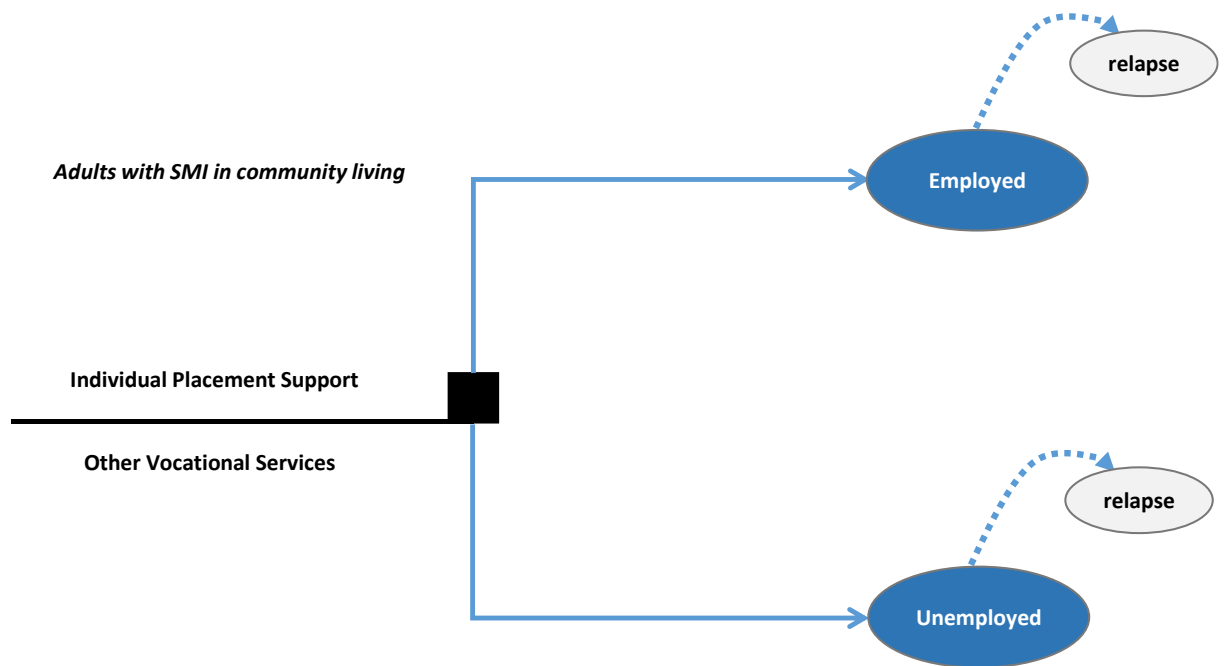 relapse
Adults with SMI in community living
Employed
Individual Placement Support
Other Vocational Services
relapse
Unemployed